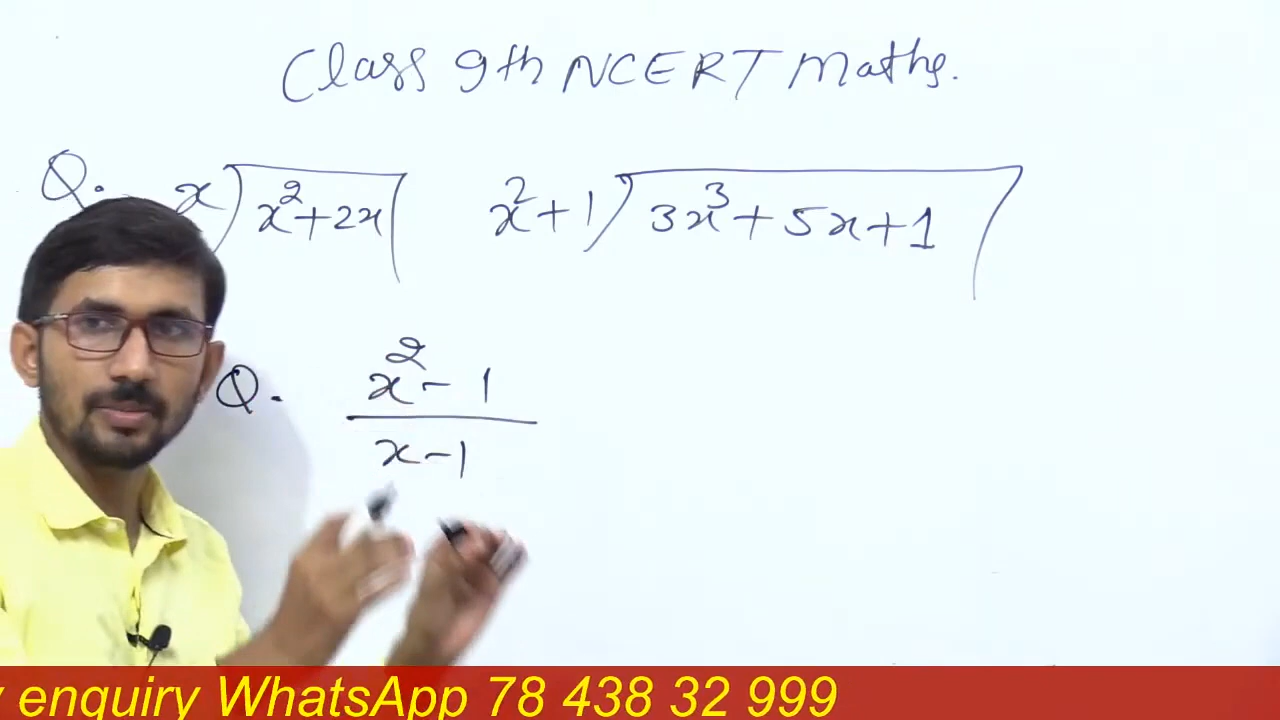 Class 9th NCERT Maths.
Q. x) x²+2x    x²+1) 3x³+5x+1
Q. x²-1
x-1
enquiry WhatsApp 78 438 32 999